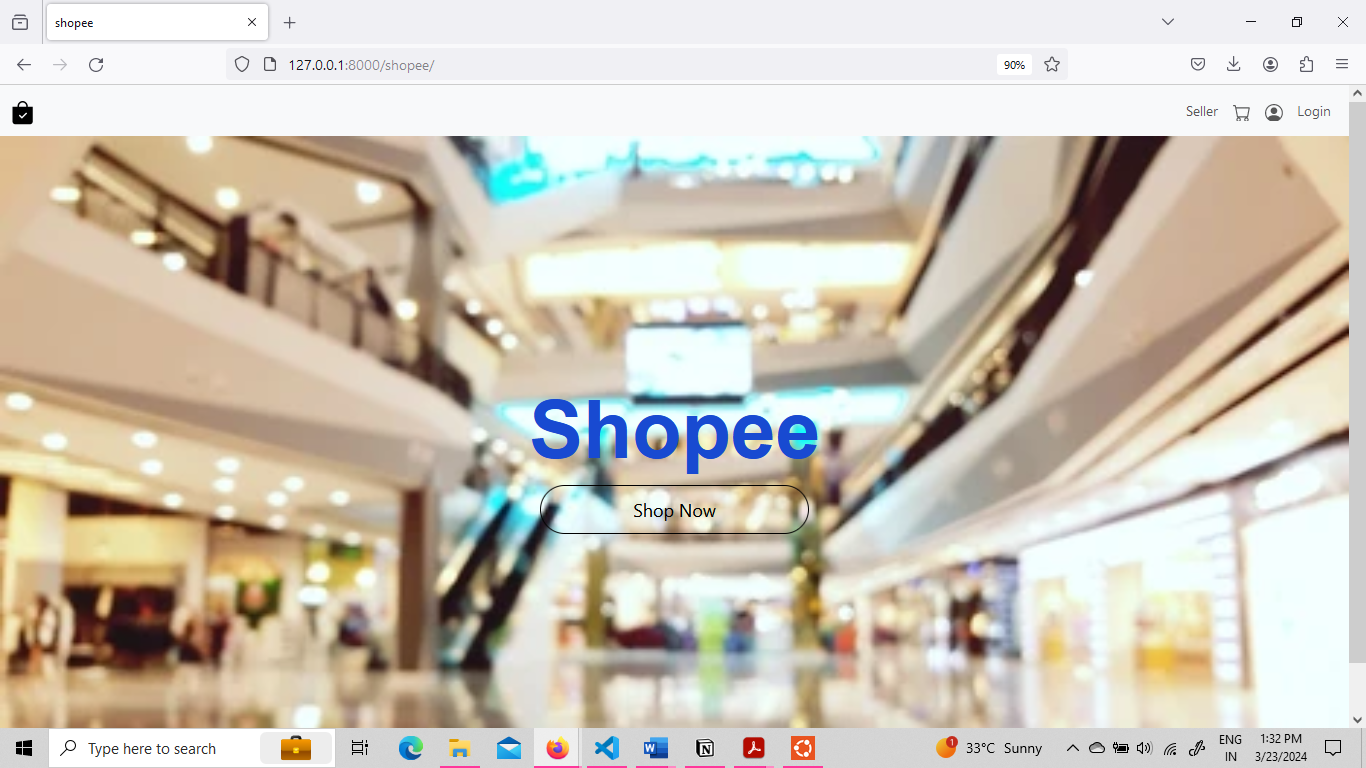 shopee
127.0.0.1:8000/shopee/
90%
Seller
Login
Shopee
Shop Now
Type here to search
1
33°C Sunny
ENG
IN
1:32 PM
3/23/2024